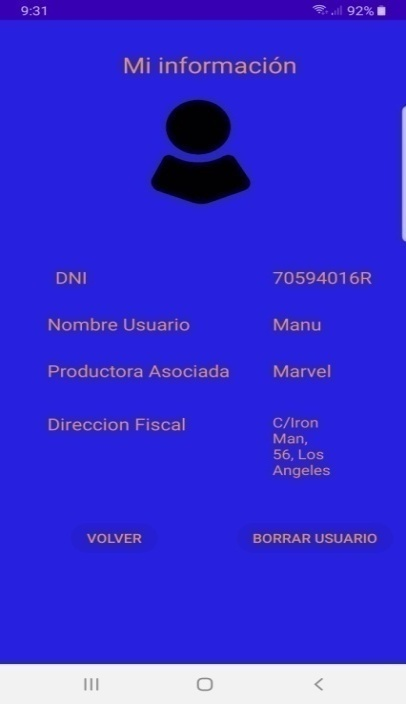 9:31 92%
Mi información
DNI 70594016R
Nombre Usuario Manu
Productora Asociada Marvel
Direccion Fiscal C/Iron
Man,
56, Los
Angeles
VOLVER BORRAR USUARIO